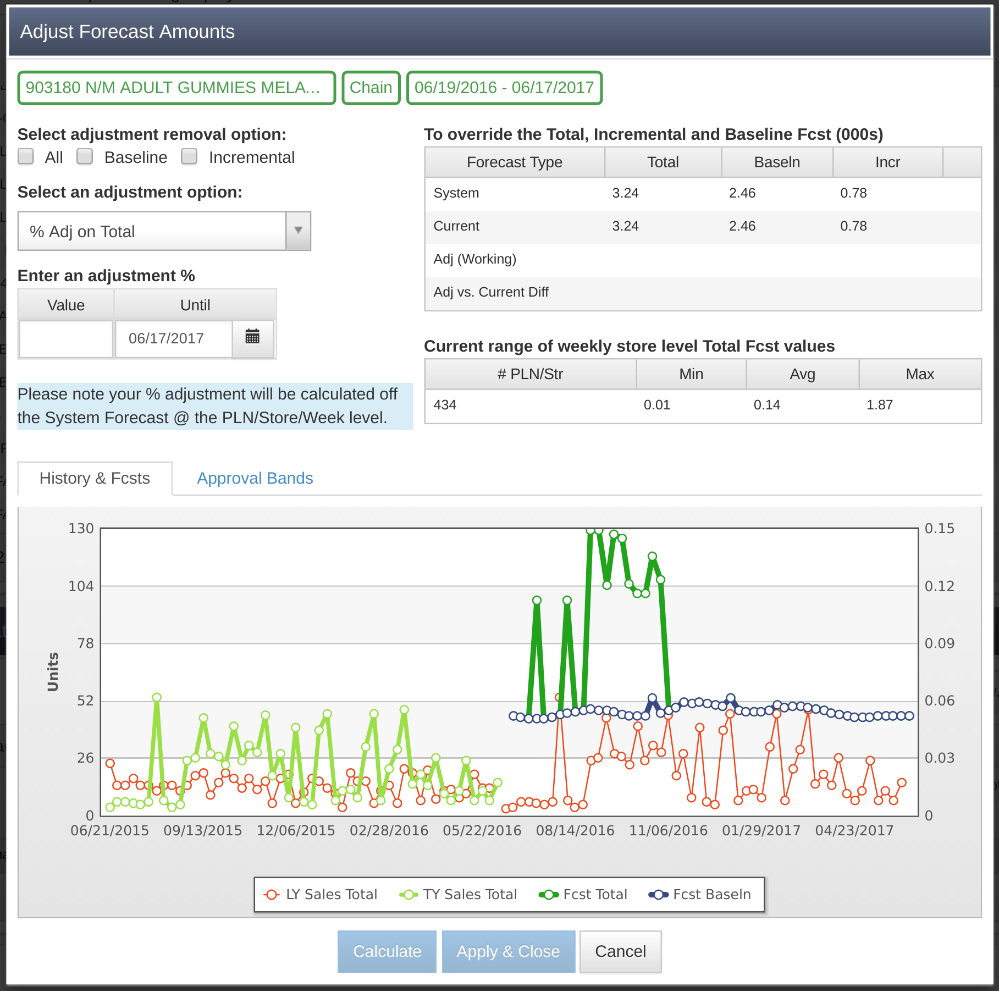 Adjust Forecast Amounts
903180 N/M ADULT GUMMIES MELA... Chain 06/19/2016 - 06/17/2017
Select adjustment removal option:
All Baseline Incremental
Select an adjustment option:
% Adj on Total
Enter an adjustment %
Value Until
06/17/2017
Please note your % adjustment will be calculated off
the System Forecast @ the PLN/Store/Week level.
To override the Total, Incremental and Baseline Fcst (000s)
Forecast Type Total Baseln Incr
System 3.24 2.46 0.78
Current 3.24 2.46 0.78
Adj (Working)
Adj vs. Current Diff
Current range of weekly store level Total Fcst values
# PLN/Str Min Avg Max
434 0.01 0.14 1.87
History & Fcsts Approval Bands
130 0.15
104 0.12
78 0.09
Units
52 0.06
26 0.03
0 0
06/21/2015 09/13/2015 12/06/2015 02/28/2016 05/22/2016 08/14/2016 11/06/2016 01/29/2017 04/23/2017
LY Sales Total TY Sales Total Fcst Total Fcst Baseln
Calculate Apply & Close Cancel